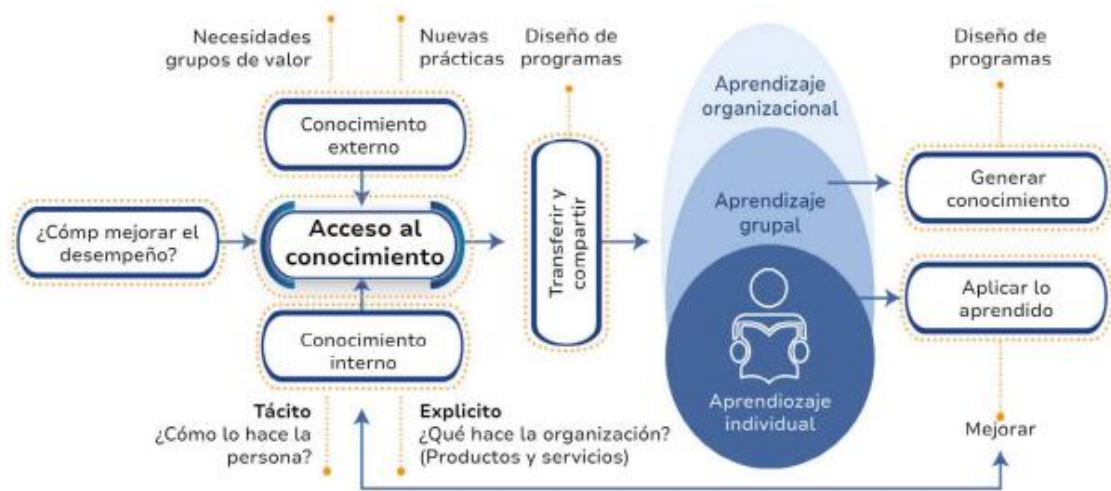 Necesidades
grupos de valor
Nuevas
prácticas
Diseño de
programas
Diseño de
programas
Conocimiento
externo
¿Cómp mejorar el
desempeño?
Acceso al
conocimiento
Conocimiento
interno
Tácito
¿Cómo lo hace la
persona?
Explicito
¿Qué hace la organización?
(Productos y servicios)
Transferir y
compartir
Aprendizaje
organizacional
Aprendizaje
grupal
Aprendiozaje
individual
Generar
conocimiento
Aplicar lo
aprendido
Mejorar